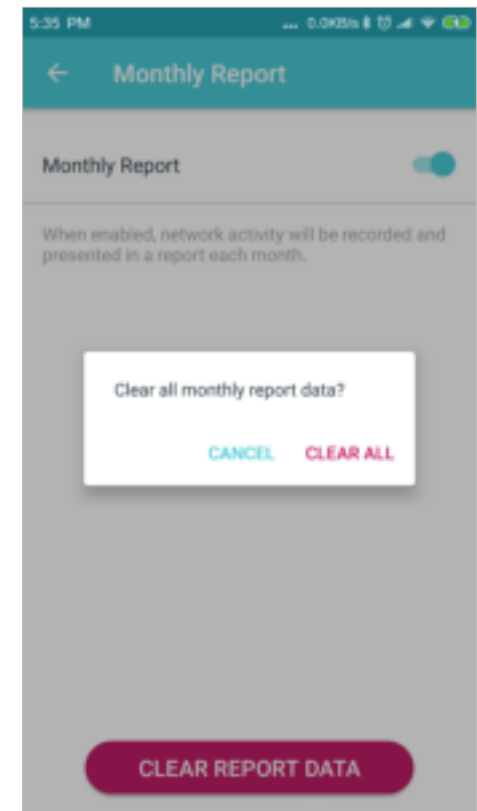 5:35 PM ... 0.0KB/s
Monthly Report
Monthly Report
When enabled, network activity will be recorded and
presented in a report each month.
Clear all monthly report data?
CANCEL CLEAR ALL
CLEAR REPORT DATA